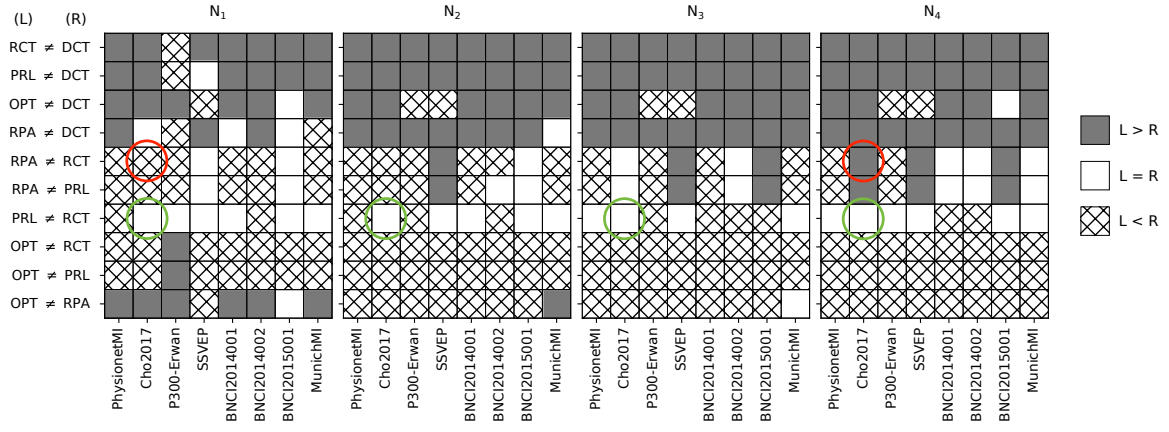 (L) (R) N1 N2 N3 N4
RCT ≠ DCT
PRL ≠ DCT
OPT ≠ DCT
RPA ≠ DCT
RPA ≠ RCT
RPA ≠ PRL
PRL ≠ RCT
OPT ≠ RCT
OPT ≠ PRL
OPT ≠ RPA
L > R
L = R
L < R
PhysionetMI
Cho2017
P300-Erwan
SSVEP
BNCI2014001
BNCI2014002
BNCI2015001
MunichMI
PhysionetMI
Cho2017
P300-Erwan
SSVEP
BNCI2014001
BNCI2014002
BNCI2015001
MunichMI
PhysionetMI
Cho2017
P300-Erwan
SSVEP
BNCI2014001
BNCI2014002
BNCI2015001
MunichMI
PhysionetMI
Cho2017
P300-Erwan
SSVEP
BNCI2014001
BNCI2014002
BNCI2015001
MunichMI